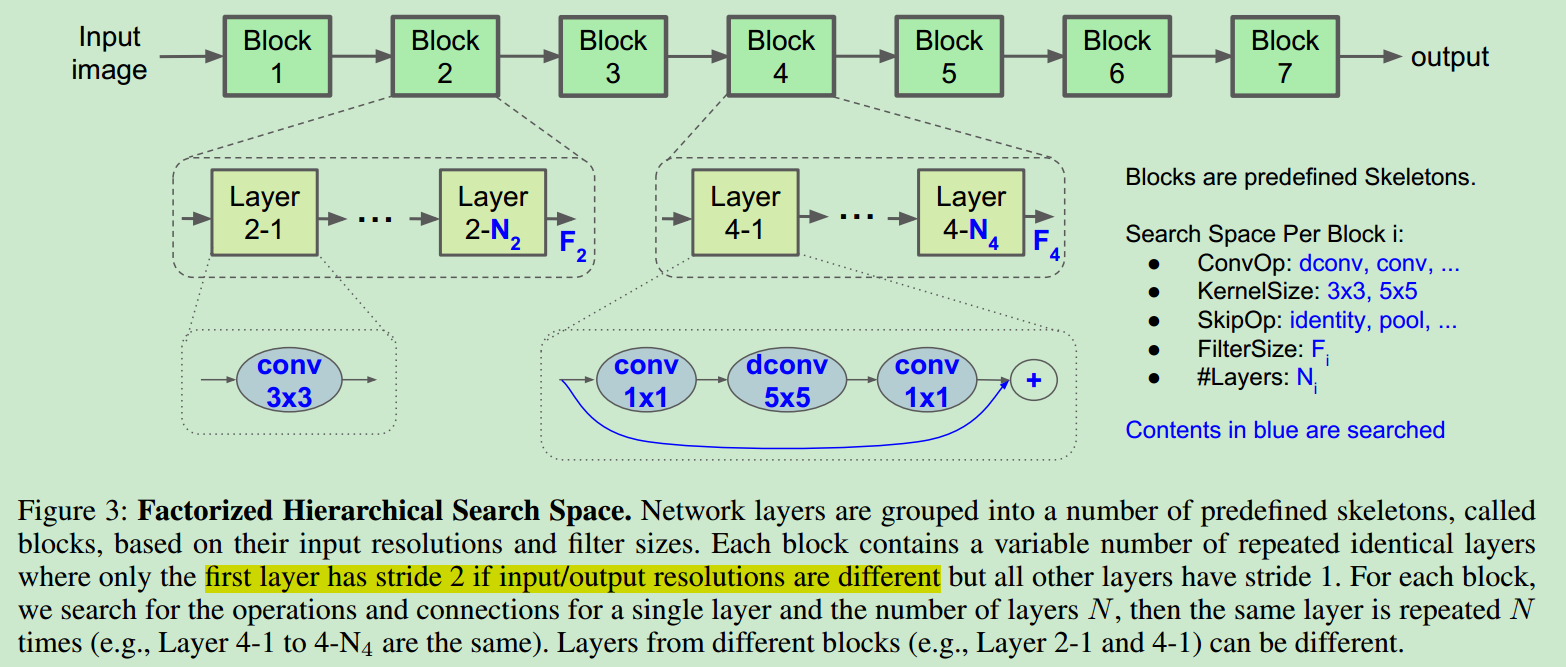 Input image
Block 1
Block 2
Block 3
Block 4
Block 5
Block 6
Block 7
output
Layer 2-1
...
Layer 2-N2
F2
Layer 4-1
...
Layer 4-N4
F4
conv 3x3
conv 1x1
dconv 5x5
conv 1x1
+
Blocks are predefined Skeletons.
Search Space Per Block i:
● ConvOp: dconv, conv, ...
● KernelSize: 3x3, 5x5
● SkipOp: identity, pool, ...
● FilterSize: Fi
● #Layers: Ni
Contents in blue are searched
Figure 3: Factorized Hierarchical Search Space. Network layers are grouped into a number of predefined skeletons, called
blocks, based on their input resolutions and filter sizes. Each block contains a variable number of repeated identical layers
where only the first layer has stride 2 if input/output resolutions are different but all other layers have stride 1. For each block,
we search for the operations and connections for a single layer and the number of layers N, then the same layer is repeated N
times (e.g., Layer 4-1 to 4-N4 are the same). Layers from different blocks (e.g., Layer 2-1 and 4-1) can be different.